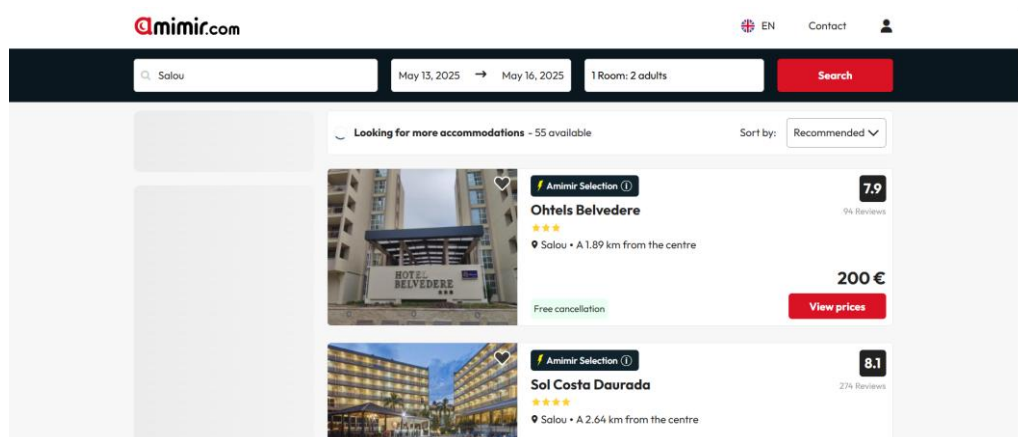 amimir.com
EN Contact
Salou May 13, 2025 → May 16, 2025 1 Room: 2 adults Search
Looking for more accommodations - 55 available Sort by: Recommended
Amimir Selection 7.9
Ohtels Belvedere 94 Reviews
Salou • A 1.89 km from the centre
HOTEL
BELVEDERE
200 €
Free cancellation View prices
Amimir Selection 8.1
Sol Costa Daurada 274 Reviews
Salou • A 2.64 km from the centre